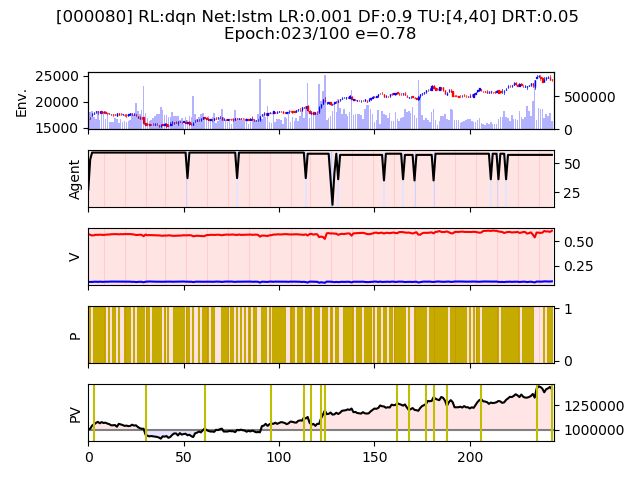 [000080] RL:dqn Net:lstm LR:0.001 DF:0.9 TU:[4,40] DRT:0.05
Epoch:023/100 e=0.78
Env.
25000
20000
15000
500000
0
Agent
50
25
V
0.50
0.25
P
1
0
PV
1250000
1000000
0
50
100
150
200